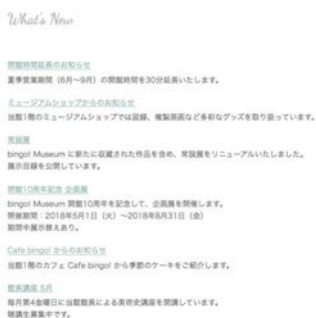 What's New
開館時間延長のお知らせ
夏季営業期間（6月～9月）の開館時間を30分延長いたします。
ミュージアムショップからのお知らせ
当館1階のミュージアムショップでは図録、複製原画など多彩なグッズを取り扱っています。
常設展
bingo! Museum に新たに収蔵された作品を含め、常設展をリニューアルいたしました。
展示目録を公開しています。
開館10周年記念 企画展
bingo! Museum 開館10周年を記念して、企画展を開催します。
開催期間：2018年5月1日（火）～2018年8月31日（金）
期間中展示替えあり。
Cafe bingo! からのお知らせ
当館1階のカフェ Cafe bingo! から季節のケーキをご紹介します。
館長講座 5月
毎月第4金曜日に当館館長による美術史講座を開講しています。
聴講生募集中です。